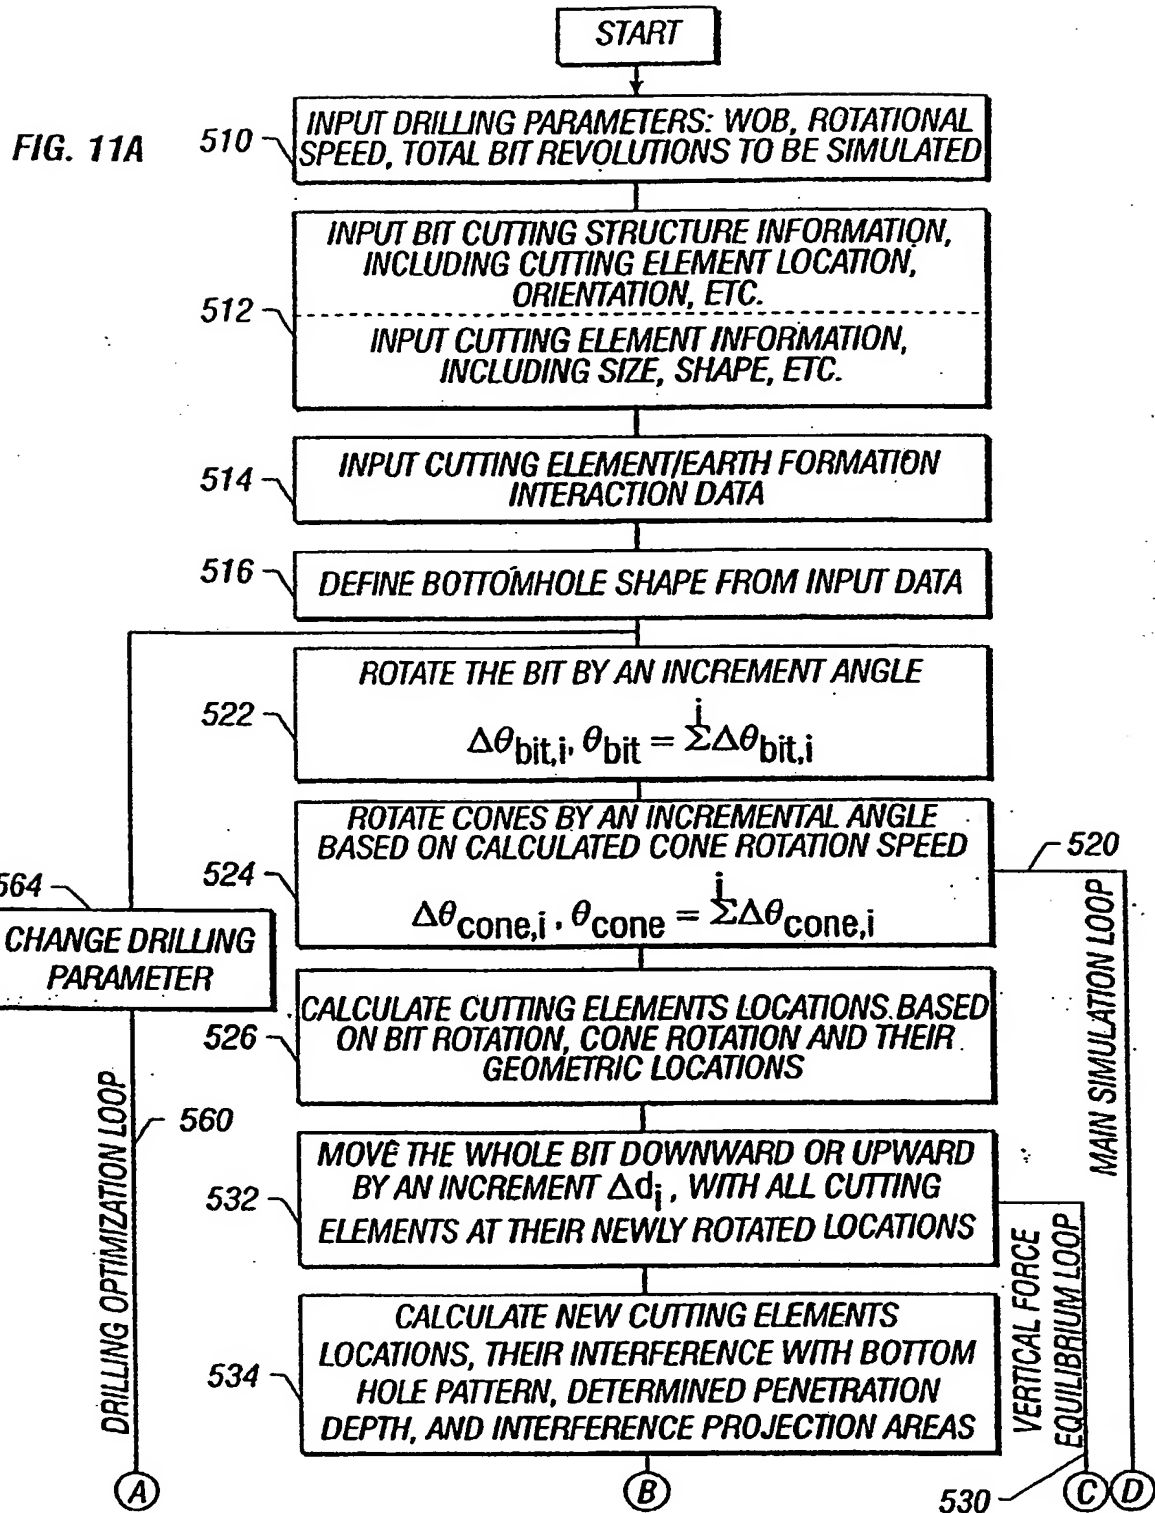 START
FIG. 11A
510
INPUT DRILLING PARAMETERS: WOB, ROTATIONAL
SPEED, TOTAL BIT REVOLUTIONS TO BE SIMULATED
512
INPUT BIT CUTTING STRUCTURE INFORMATION,
INCLUDING CUTTING ELEMENT LOCATION,
ORIENTATION, ETC.
INPUT CUTTING ELEMENT INFORMATION,
INCLUDING SIZE, SHAPE, ETC.
514
INPUT CUTTING ELEMENT/EARTH FORMATION
INTERACTION DATA
516
DEFINE BOTTOMHOLE SHAPE FROM INPUT DATA
522
ROTATE THE BIT BY AN INCREMENT ANGLE
i
Δθbit,i, θbit = ΣΔθbit,i
524
ROTATE CONES BY AN INCREMENTAL ANGLE
BASED ON CALCULATED CONE ROTATION SPEED
i
Δθcone,i, θcone = ΣΔθcone,i
520
MAIN SIMULATION LOOP
564
CHANGE DRILLING
PARAMETER
526
CALCULATE CUTTING ELEMENTS LOCATIONS BASED
ON BIT ROTATION, CONE ROTATION AND THEIR
GEOMETRIC LOCATIONS
560
DRILLING OPTIMIZATION LOOP
532
MOVE THE WHOLE BIT DOWNWARD OR UPWARD
BY AN INCREMENT Δdi, WITH ALL CUTTING
ELEMENTS AT THEIR NEWLY ROTATED LOCATIONS
534
CALCULATE NEW CUTTING ELEMENTS
LOCATIONS, THEIR INTERFERENCE WITH BOTTOM
HOLE PATTERN, DETERMINED PENETRATION
DEPTH, AND INTERFERENCE PROJECTION AREAS
VERTICAL FORCE
EQUILIBRIUM LOOP
530
A
B
C
D